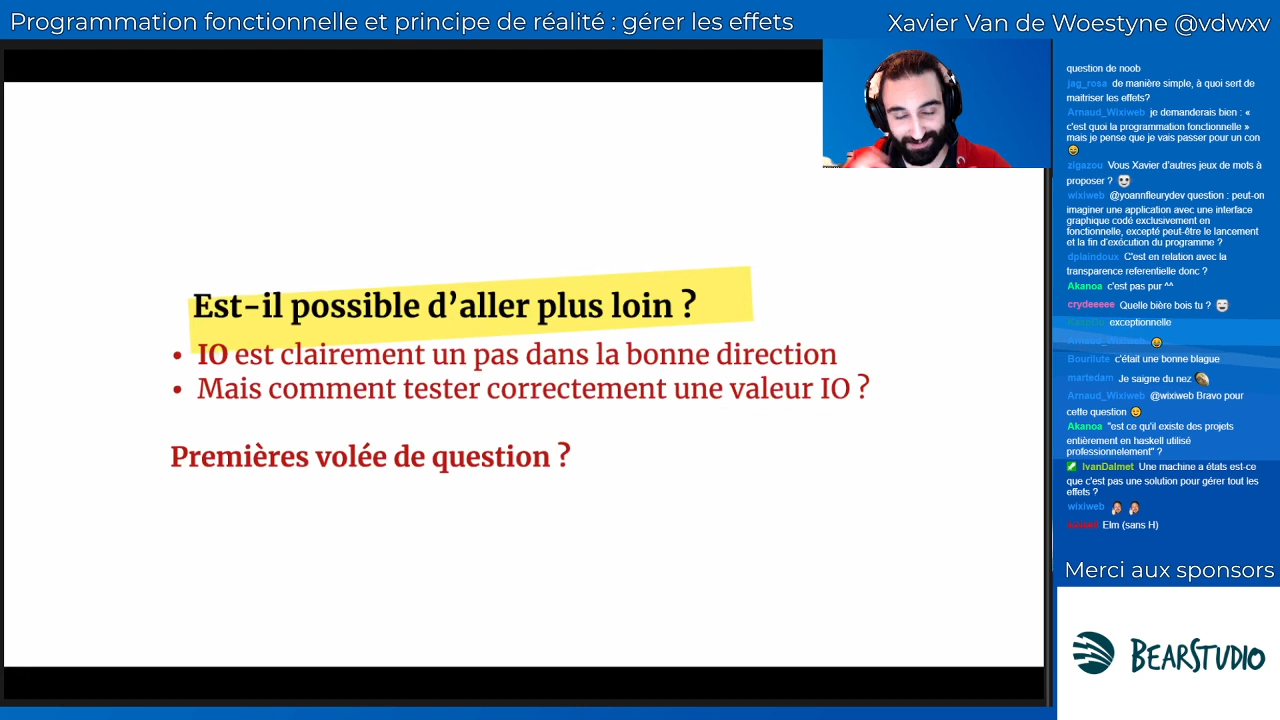 Programmation fonctionnelle et principe de réalité : gérer les effets
Xavier Van de Woestyne @vdwxv
Est-il possible d’aller plus loin ?
• IO est clairement un pas dans la bonne direction
• Mais comment tester correctement une valeur IO ?
Premières volée de question ?
question de noob
jag_rosa de manière simple, à quoi sert de
maitriser les effets?
Arnaud_Wixiweb je demanderais bien : «
c'est quoi la programmation fonctionnelle »
mais je pense que je vais passer pour un con
zigazou Vous Xavier d'autres jeux de mots à
proposer ?
wixiweb @yoannfleurydev question : peut-on
imaginer une application avec une interface
graphique codé exclusivement en
fonctionnelle, excepté peut-être le lancement
et la fin d'exécution du programme ?
dplaindoux C'est en relation avec la
transparence referentielle donc ?
Akanoa c'est pas pur ^^
crydeeeee Quelle bière bois tu ?
exceptionnelle
Arnaud_Wixiweb
Bourilute c'était une bonne blague
martedam Je saigne du nez
Arnaud_Wixiweb @wixiweb Bravo pour
cette question
Akanoa "est ce qu'il existe des projets
entièrement en haskell utilisé
professionnelement" ?
IvanDalmet Une machine a états est-ce
que c'est pas une solution pour gérer tout les
effets ?
wixiweb
Elm (sans H)
Merci aux sponsors
BEARSTUDIO